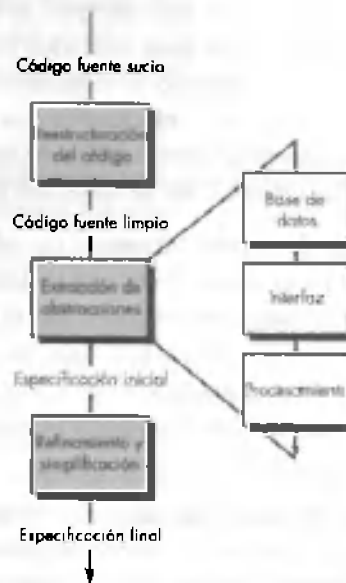 Código fuente sucio
Reestructuración
del código
Código fuente limpio
Extracción de
abstracciones
Especificación inicial
Refinamiento y
simplificación
Especificación final
Base de
datos
Interfaz
Procesamiento